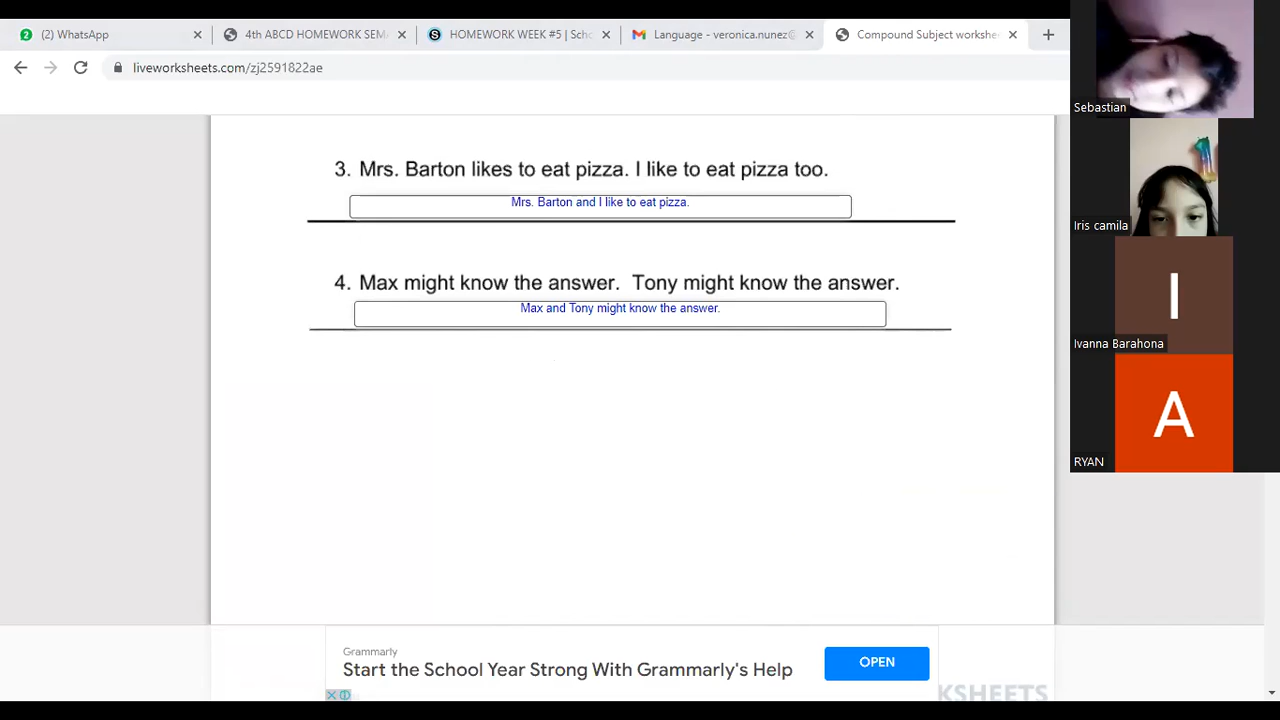 (2) WhatsApp
4th ABCD HOMEWORK SEM
HOMEWORK WEEK #5 | Scho
Language - veronica.nunez@
Compound Subject workshe
liveworksheets.com/zj2591822ae
Sebastian
3. Mrs. Barton likes to eat pizza. I like to eat pizza too.
Mrs. Barton and I like to eat pizza.
Iris camila
4. Max might know the answer. Tony might know the answer.
Max and Tony might know the answer.
I
Ivanna Barahona
A
RYAN
Grammarly
Start the School Year Strong With Grammarly's Help
OPEN
KSHEETS